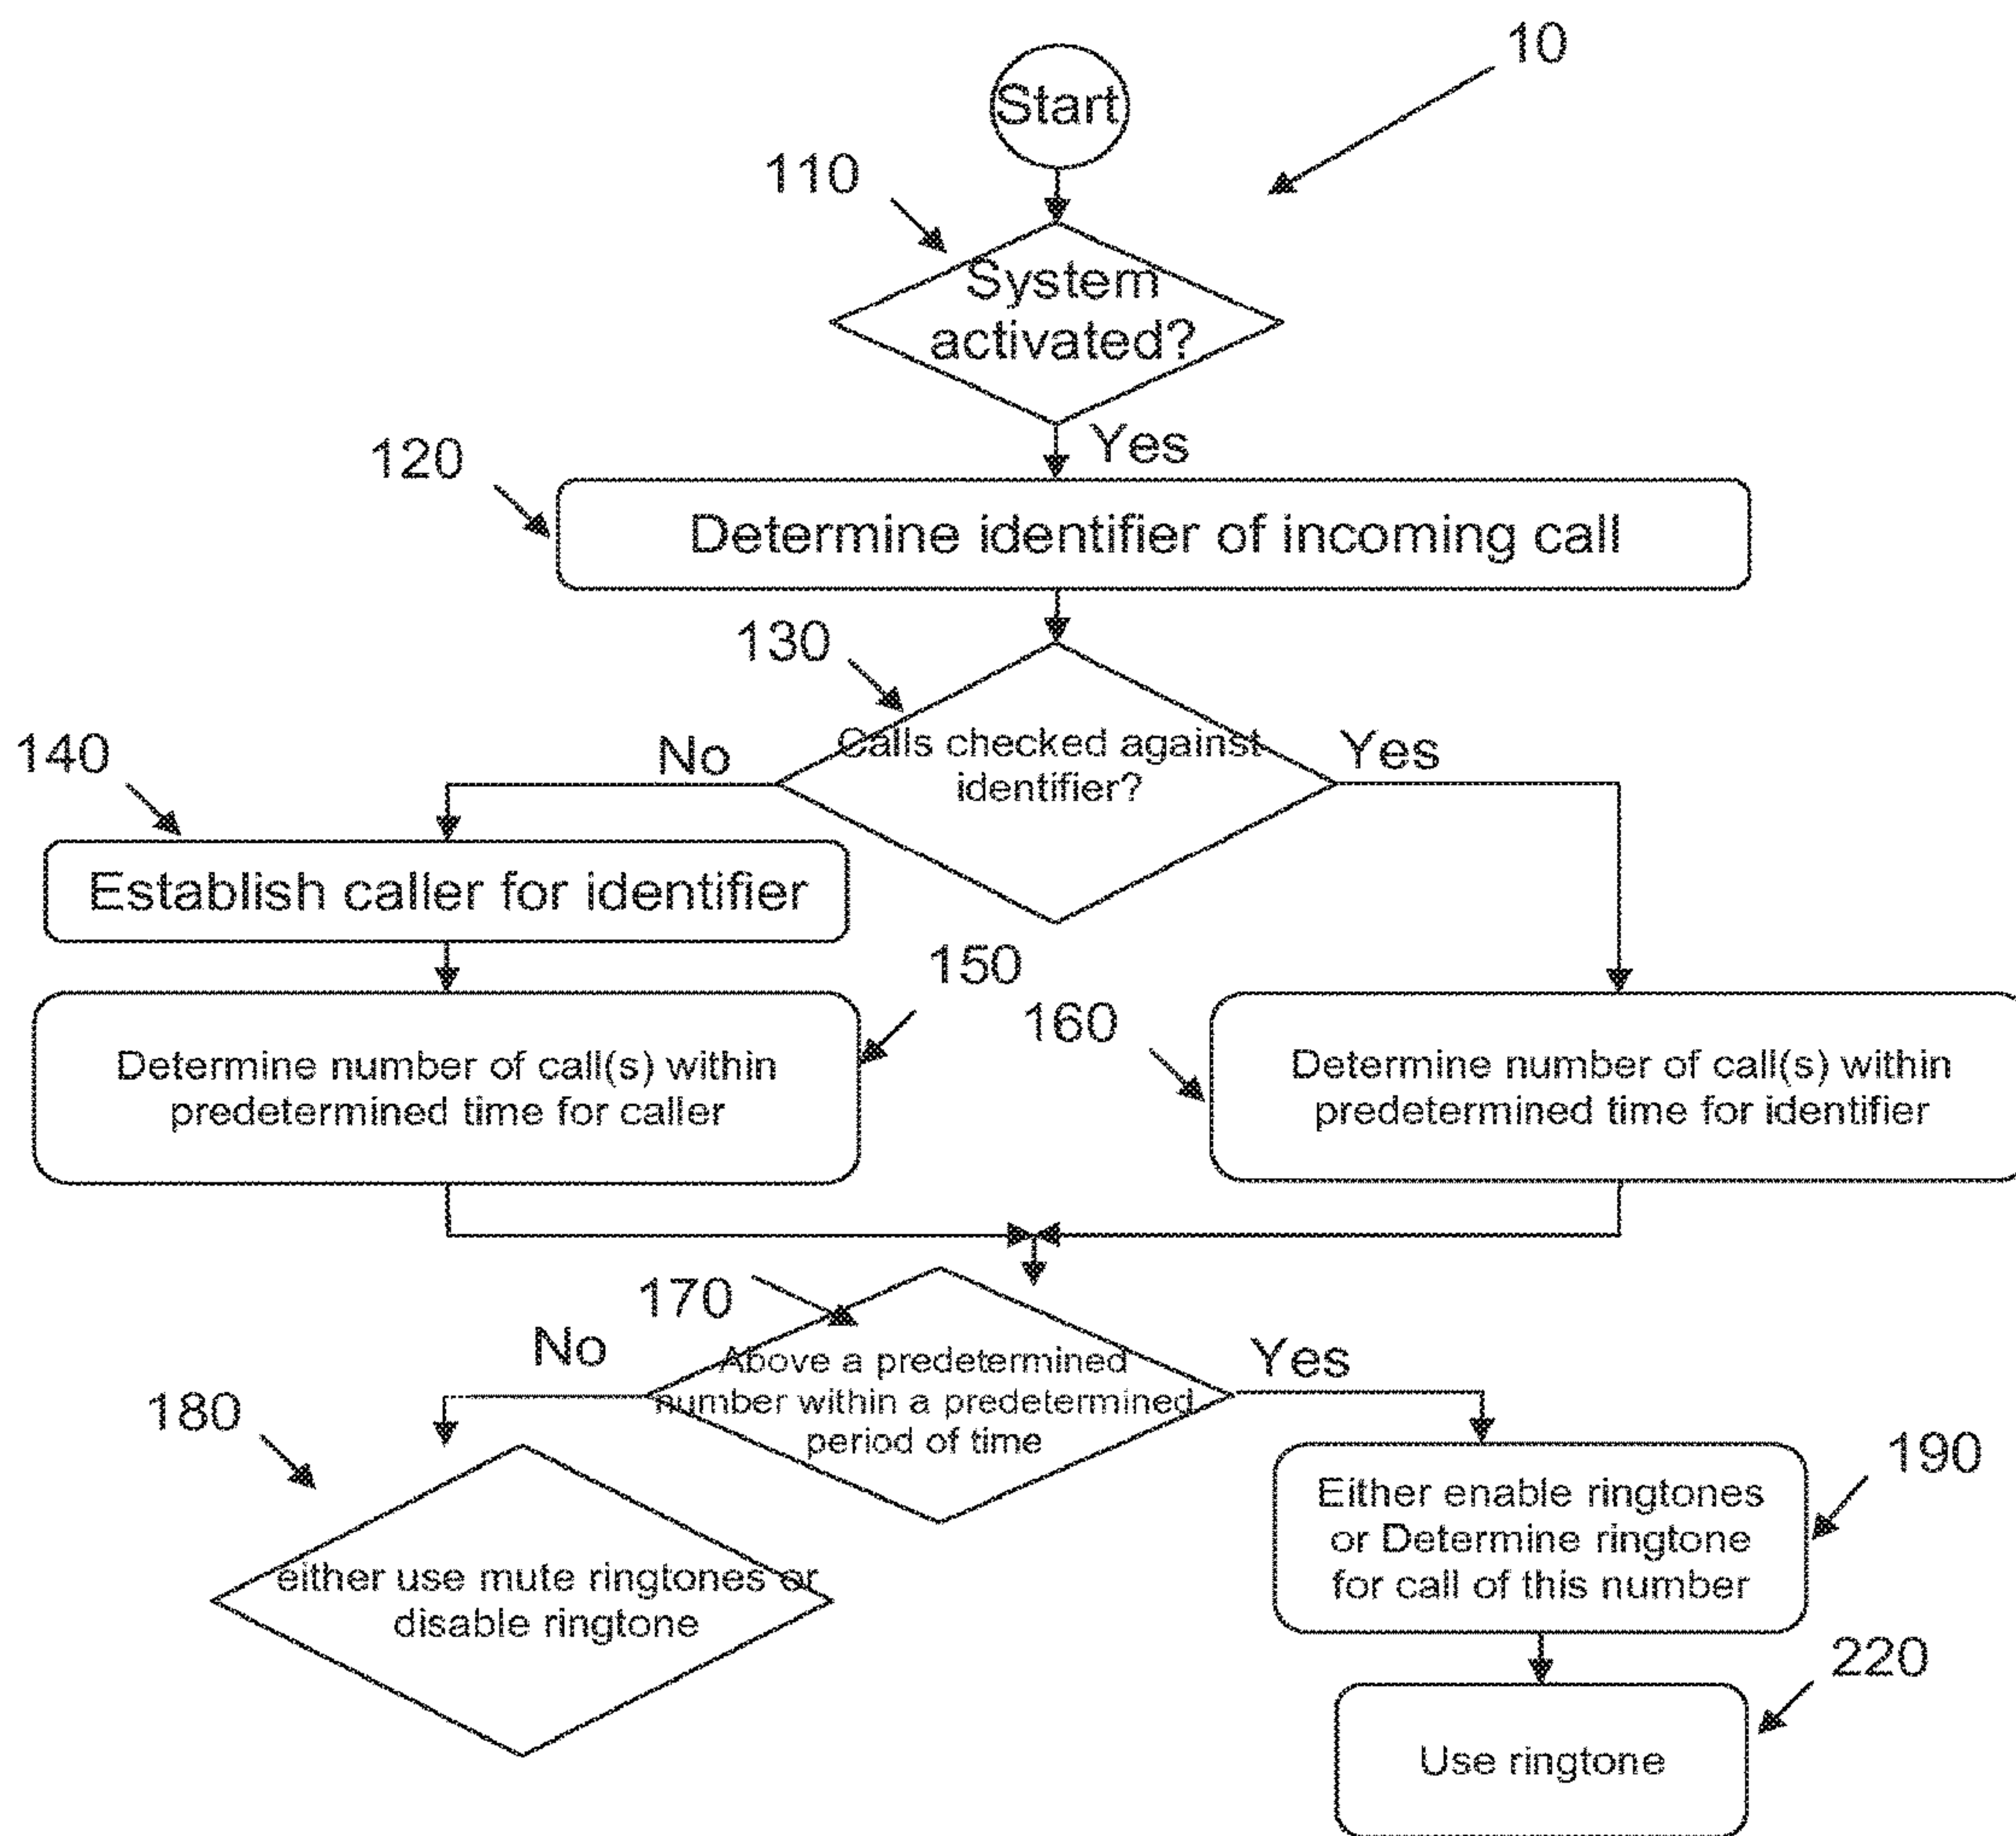 10
Start
110
System
activated?
Yes
120
Determine identifier of incoming call
130
Calls checked against
identifier?
No
Yes
140
Establish caller for identifier
150
160
Determine number of call(s) within
predetermined time for caller
Determine number of call(s) within
predetermined time for identifier
170
No
Above a predetermined
number within a predetermined
period of time
Yes
180
either use mute ringtones or
disable ringtone
190
Either enable ringtones
or Determine ringtone
for call of this number
220
Use ringtone